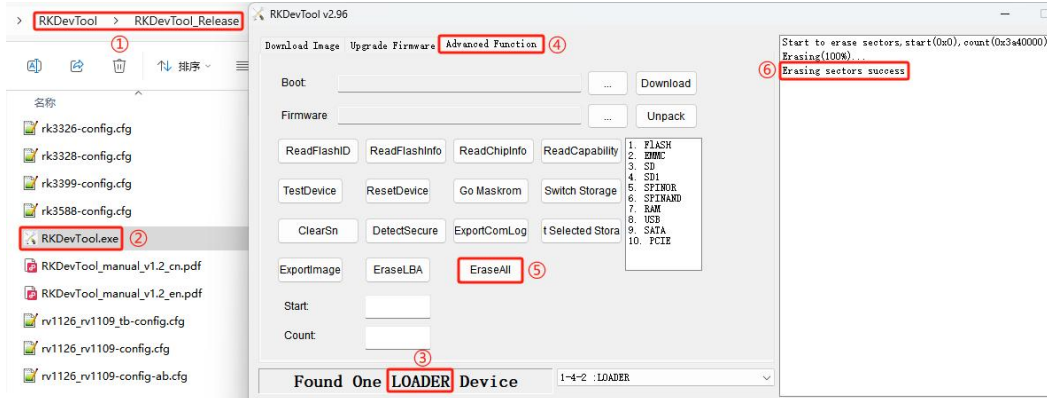 > RKDevTool > RKDevTool_Release
①
排序
名称
rk3326-config.cfg
rk3328-config.cfg
rk3399-config.cfg
rk3588-config.cfg
RKDevTool.exe ②
RKDevTool_manual_v1.2_cn.pdf
RKDevTool_manual_v1.2_en.pdf
rv1126_rv1109_tb-config.cfg
rv1126_rv1109-config.cfg
rv1126_rv1109-config-ab.cfg
RKDevTool v2.96
Download Image Upgrade Firmware Advanced Function ④
Boot: ... Download
Firmware ... Unpack
ReadFlashID ReadFlashInfo ReadChipInfo ReadCapability
TestDevice ResetDevice Go Maskrom Switch Storage
ClearSn DetectSecure ExportComLog t Selected Stora
ExportImage EraseLBA EraseAll ⑤
1. FlASH
2. EMMC
3. SD
4. SD1
5. SPINOR
6. SPINAND
7. RAM
8. USB
9. SATA
10. PCIE
Start:
Count:
③
Found One LOADER Device
1-4-2 :LOADER
Start to erase sectors,start(0x0),count(0x3a40000)
Erasing(100%)...
⑥ Erasing sectors success